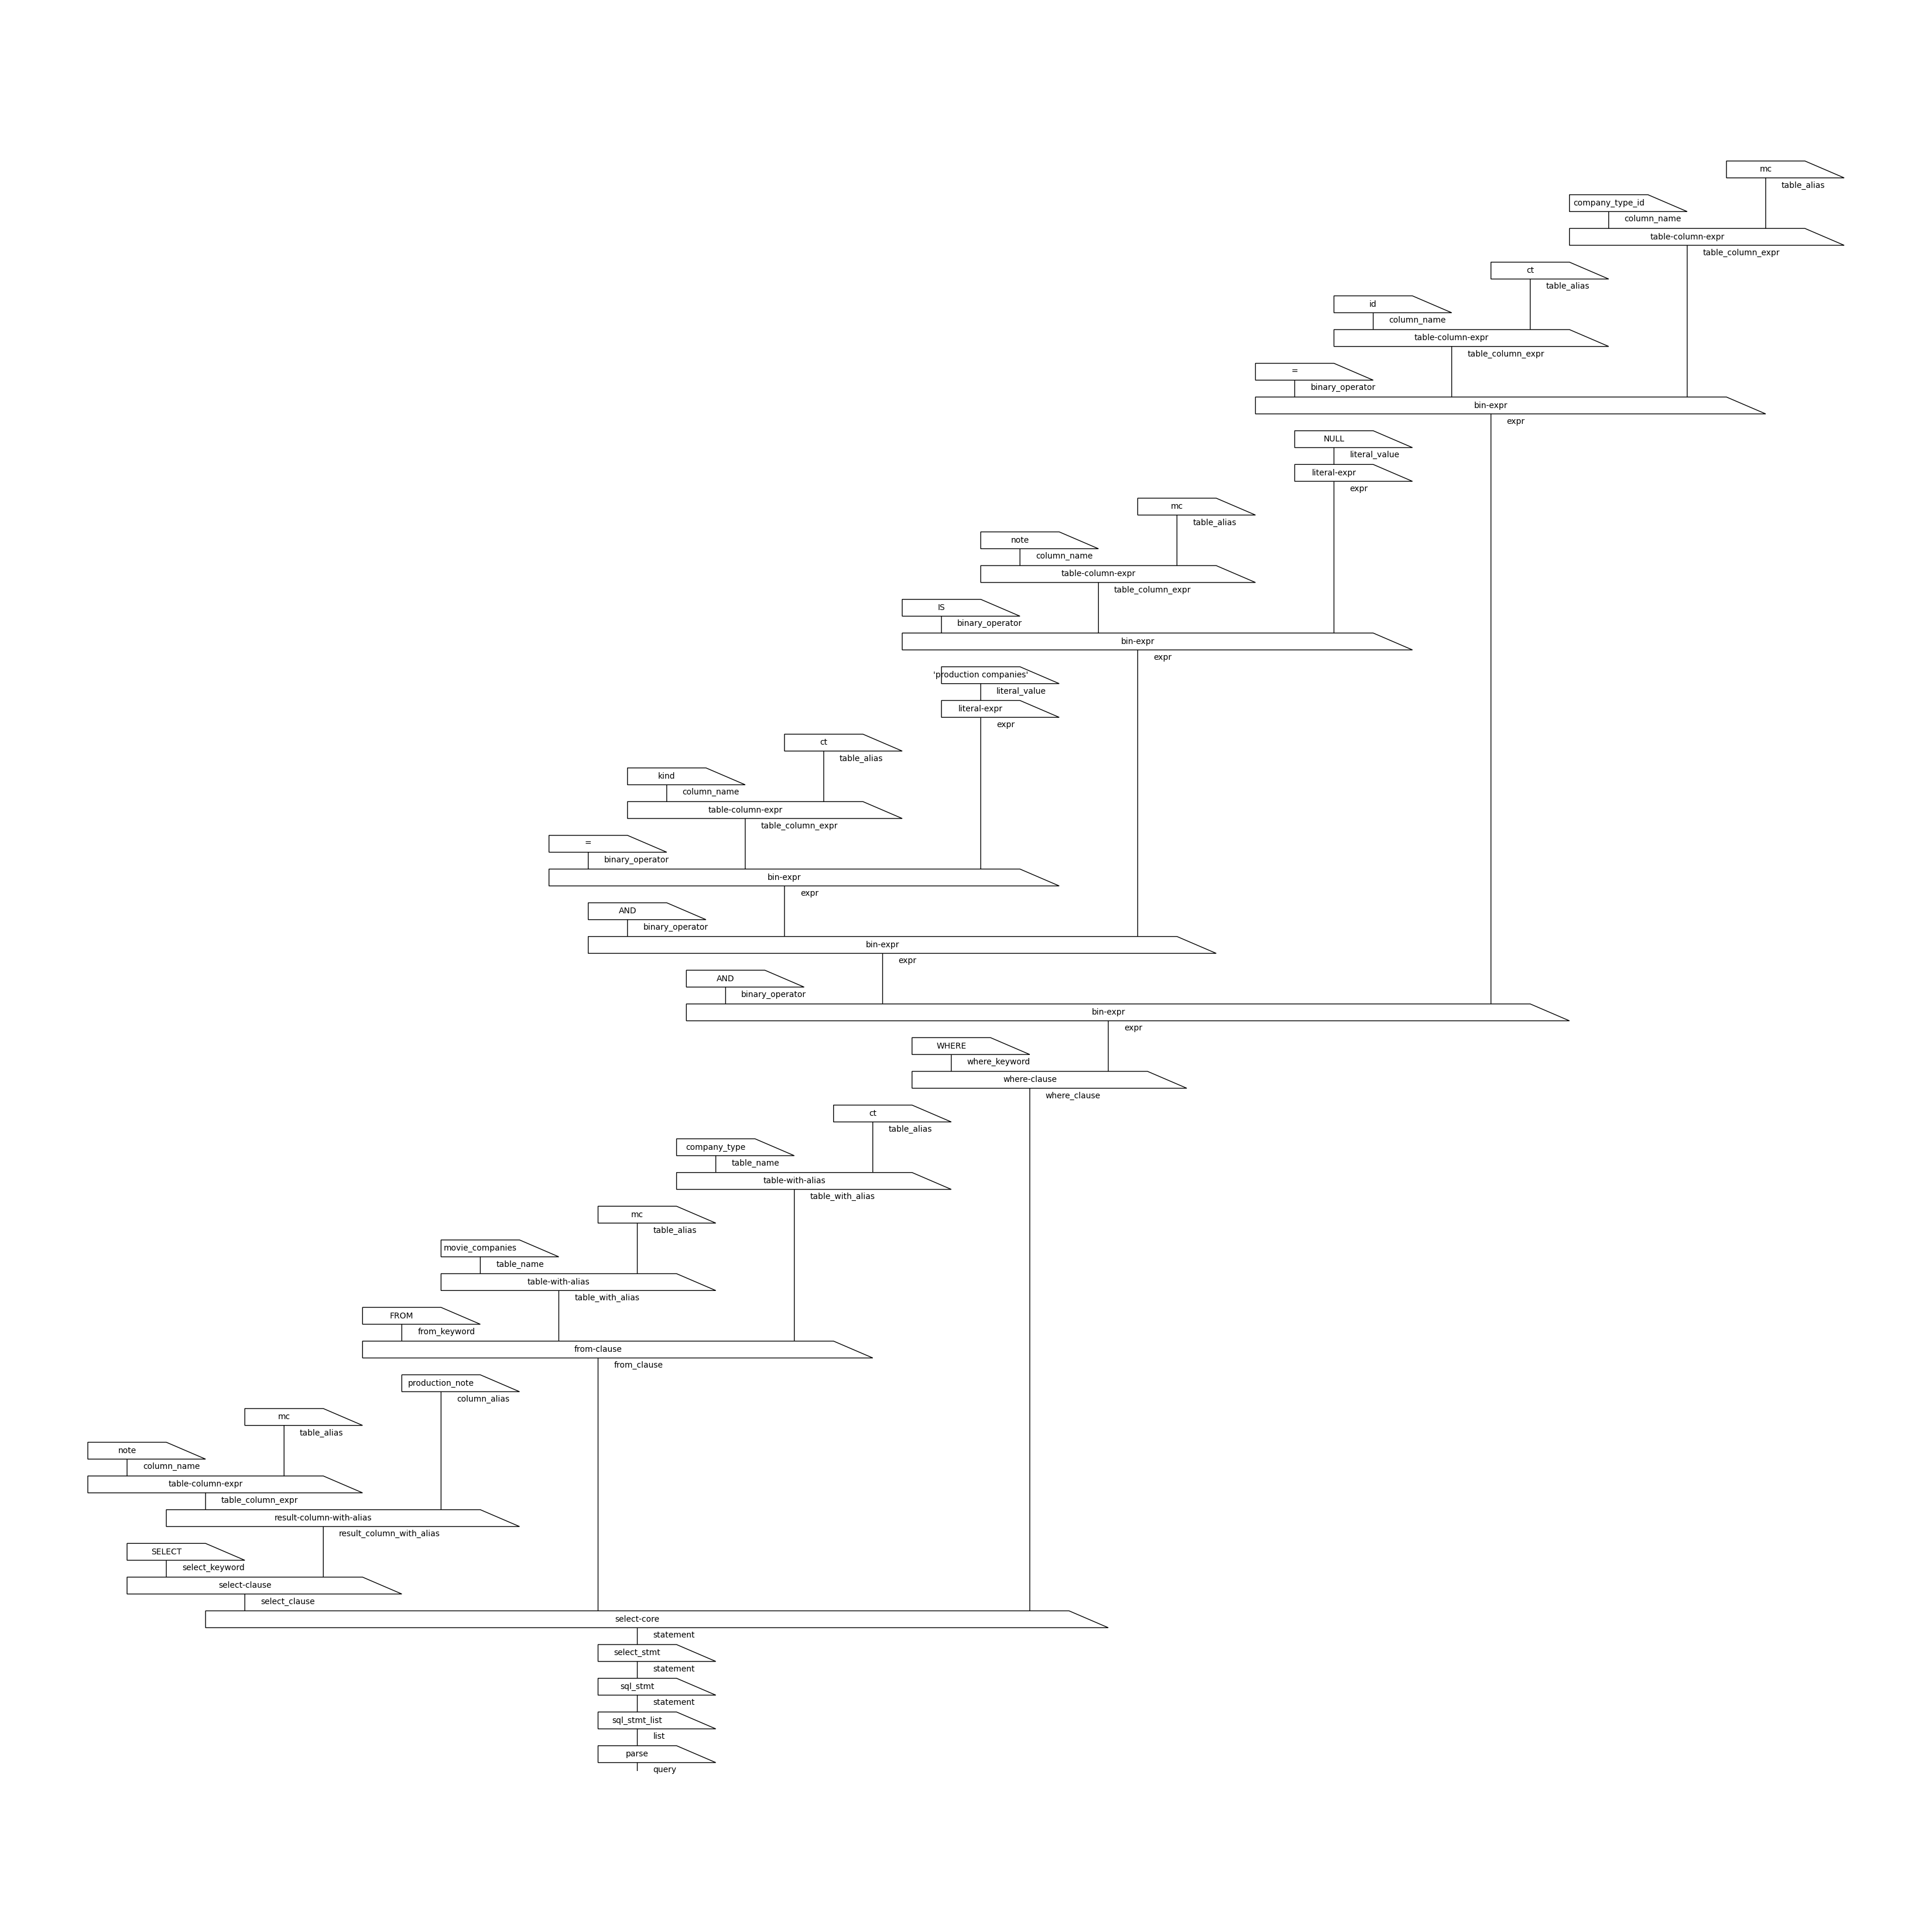 mc
table_alias
company_type_id
column_name
table-column-expr
table_column_expr
ct
table_alias
id
column_name
table-column-expr
table_column_expr
=
binary_operator
bin-expr
expr
NULL
literal_value
literal-expr
expr
mc
table_alias
note
column_name
table-column-expr
table_column_expr
IS
binary_operator
bin-expr
expr
'production companies'
literal_value
literal-expr
expr
ct
table_alias
kind
column_name
table-column-expr
table_column_expr
=
binary_operator
bin-expr
expr
AND
binary_operator
bin-expr
expr
AND
binary_operator
bin-expr
expr
WHERE
where_keyword
where-clause
where_clause
ct
table_alias
company_type
table_name
table-with-alias
table_with_alias
mc
table_alias
movie_companies
table_name
table-with-alias
table_with_alias
FROM
from_keyword
from-clause
from_clause
production_note
column_alias
mc
table_alias
note
column_name
table-column-expr
table_column_expr
result-column-with-alias
result_column_with_alias
SELECT
select_keyword
select-clause
select_clause
select-core
statement
select_stmt
statement
sql_stmt
statement
sql_stmt_list
list
parse
query